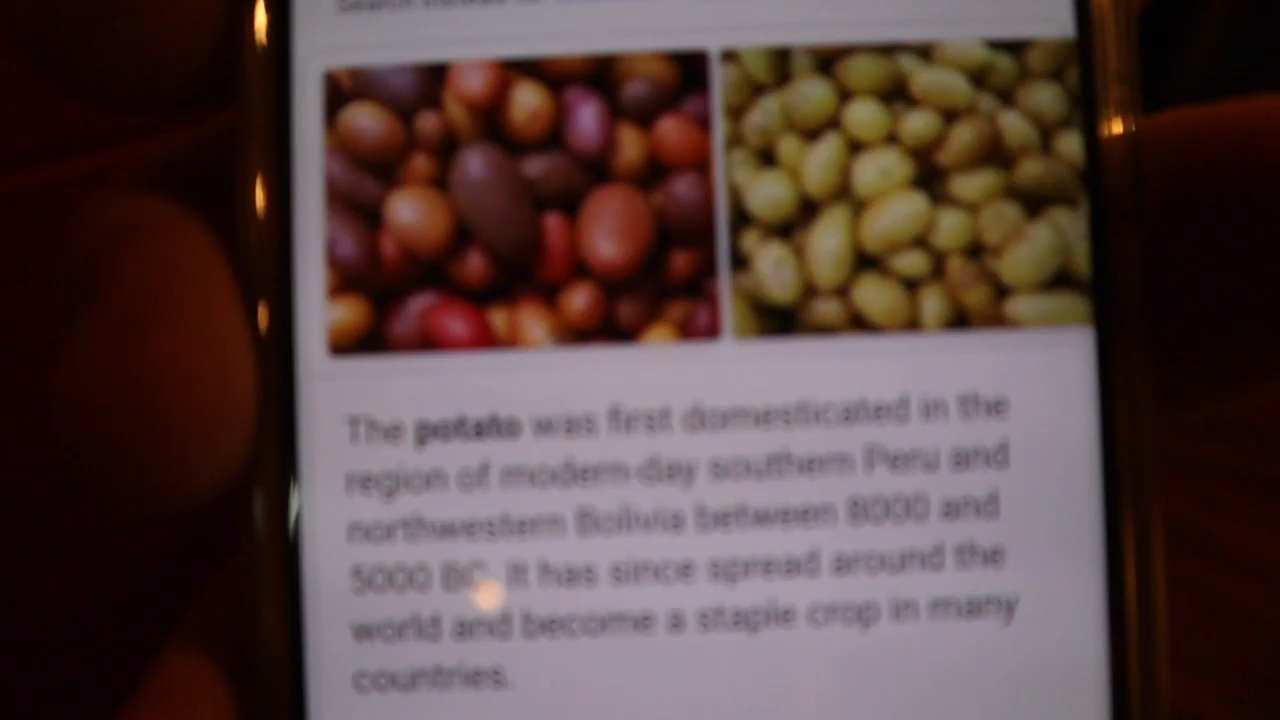 The potato was first domesticated in the
region of modern-day southern Peru and
northwestern Bolivia between 8000 and
5000 BC. It has since spread around the
world and become a staple crop in many
countries.